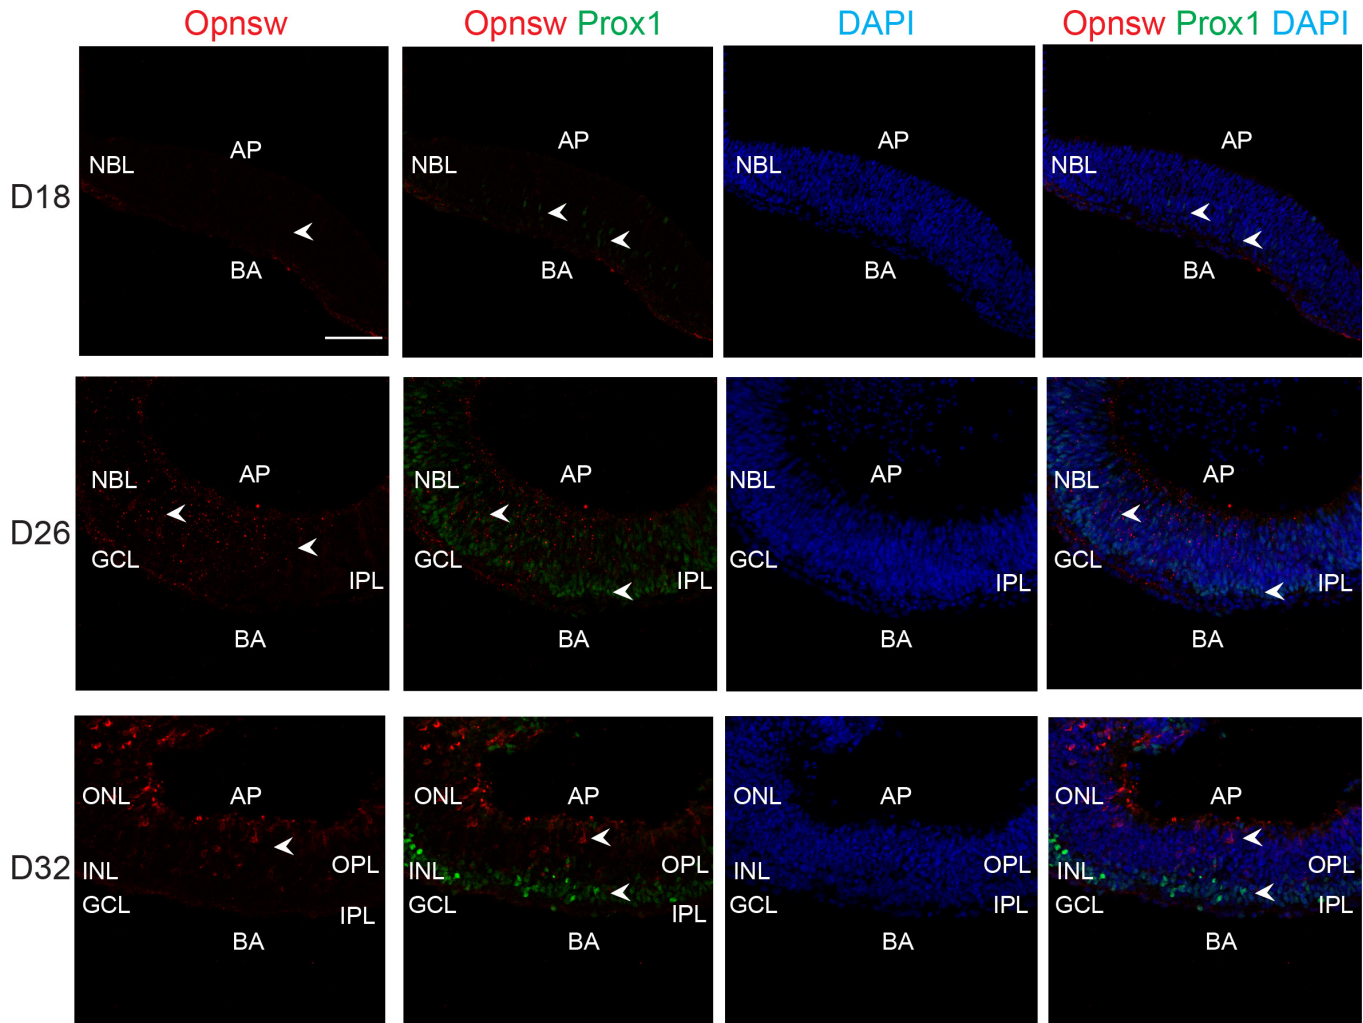 Opnsw
Opnsw Prox1
DAPI
Opnsw Prox1 DAPI
D18
AP
NBL
BA
AP
NBL
BA
AP
NBL
BA
AP
NBL
BA
D26
AP
NBL
GCL
IPL
BA
AP
NBL
GCL
IPL
BA
AP
NBL
GCL
IPL
BA
AP
NBL
GCL
IPL
BA
D32
ONL
AP
INL
OPL
GCL
IPL
BA
ONL
AP
INL
OPL
GCL
IPL
BA
ONL
AP
INL
OPL
GCL
IPL
BA
ONL
AP
INL
OPL
GCL
IPL
BA